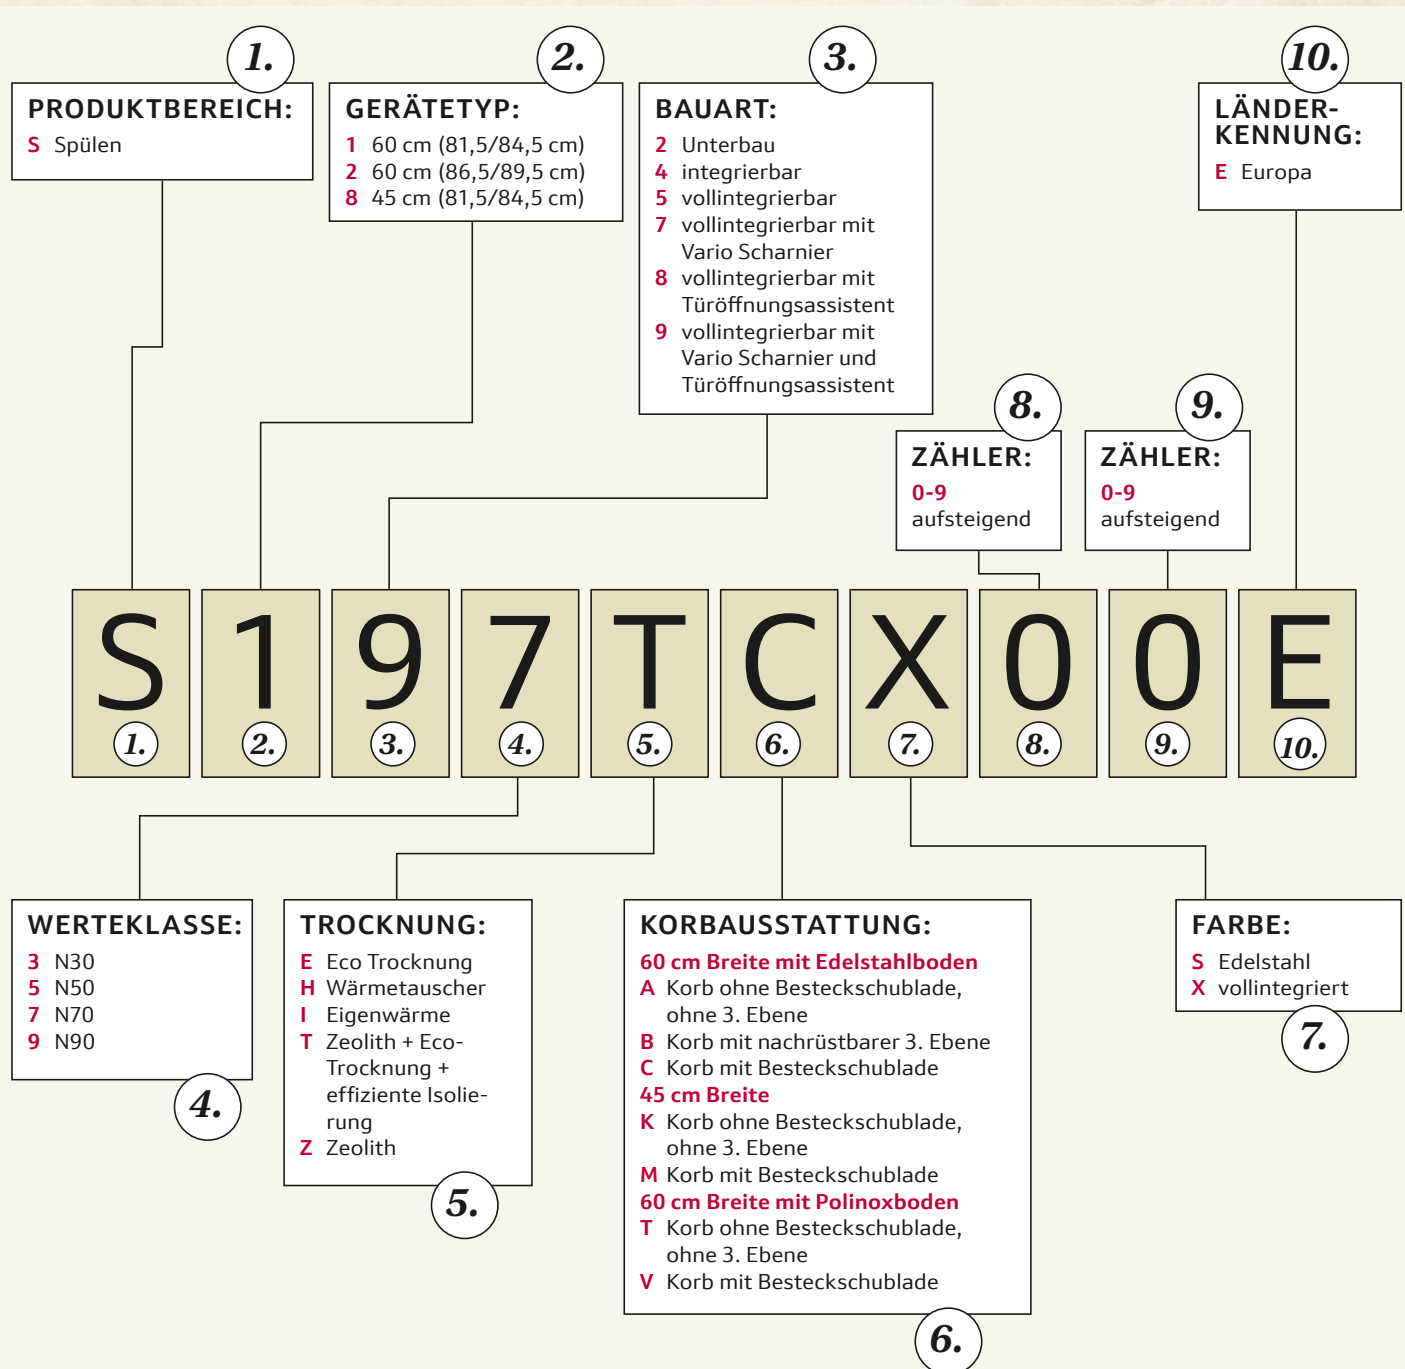 1.
PRODUKTBEREICH:
S Spülen
2.
GERÄTETYP:
1 60 cm (81,5/84,5 cm)
2 60 cm (86,5/89,5 cm)
8 45 cm (81,5/84,5 cm)
3.
BAUART:
2 Unterbau
4 integrierbar
5 vollintegrierbar
7 vollintegrierbar mit
Vario Scharnier
8 vollintegrierbar mit
Türöffnungsassistent
9 vollintegrierbar mit
Vario Scharnier und
Türöffnungsassistent
10.
LÄNDER-
KENNUNG:
E Europa
8.
ZÄHLER:
0-9
aufsteigend
9.
ZÄHLER:
0-9
aufsteigend
S 1 9 7 T C X 0 0 E
1. 2. 3. 4. 5. 6. 7. 8. 9. 10.
WERTEKLASSE:
3 N30
5 N50
7 N70
9 N90
4.
TROCKNUNG:
E Eco Trocknung
H Wärmetauscher
I Eigenwärme
T Zeolith + Eco-
Trocknung +
effiziente Isolie-
rung
Z Zeolith
5.
KORBAUSSTATTUNG:
60 cm Breite mit Edelstahlboden
A Korb ohne Besteckschublade,
ohne 3. Ebene
B Korb mit nachrüstbarer 3. Ebene
C Korb mit Besteckschublade
45 cm Breite
K Korb ohne Besteckschublade,
ohne 3. Ebene
M Korb mit Besteckschublade
60 cm Breite mit Polinoxboden
T Korb ohne Besteckschublade,
ohne 3. Ebene
V Korb mit Besteckschublade
6.
FARBE:
S Edelstahl
X vollintegriert
7.